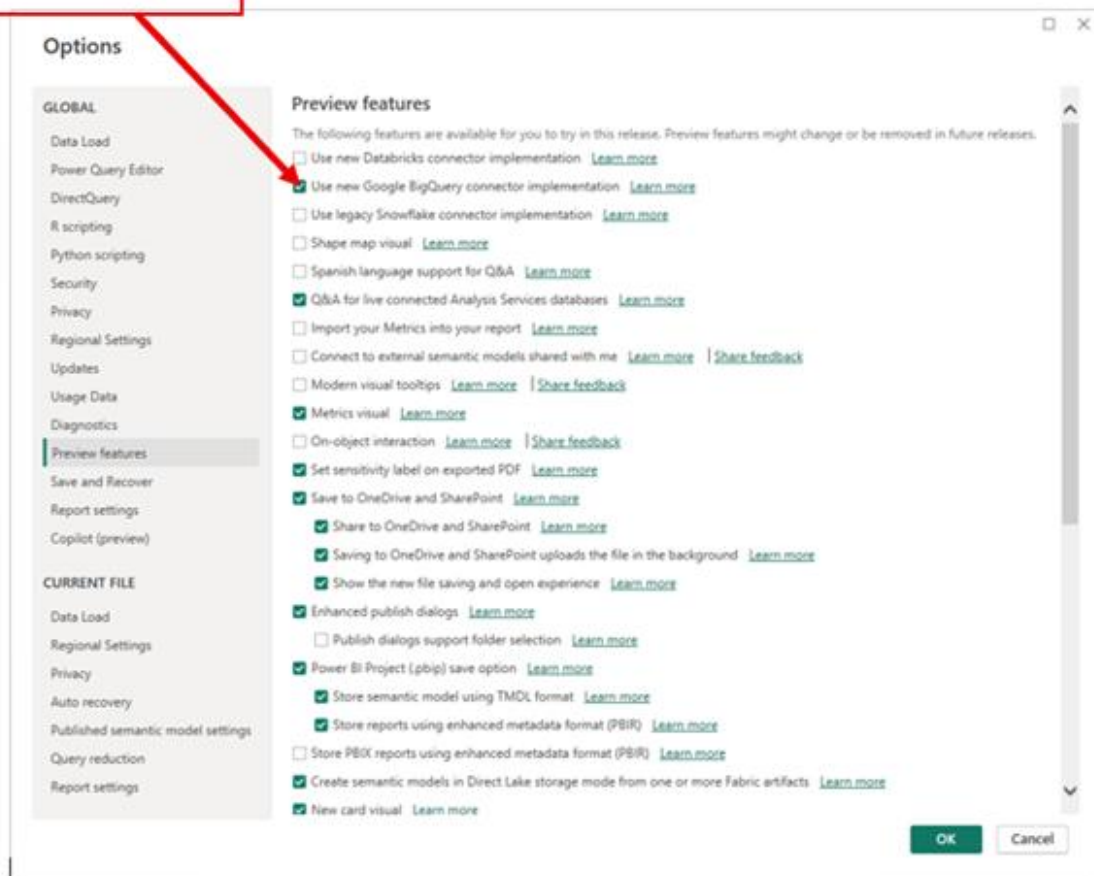 Options
GLOBAL
Data Load
Power Query Editor
DirectQuery
R scripting
Python scripting
Security
Privacy
Regional Settings
Updates
Usage Data
Diagnostics
Preview features
Save and Recover
Report settings
Copilot (preview)
CURRENT FILE
Data Load
Regional Settings
Privacy
Auto recovery
Published semantic model settings
Query reduction
Report settings
Preview features
The following features are available for you to try in this release. Preview features might change or be removed in future releases.
Use new Databricks connector implementation Learn more
Use new Google BigQuery connector implementation Learn more
Use legacy Snowflake connector implementation Learn more
Shape map visual Learn more
Spanish language support for Q&A Learn more
Q&A for live connected Analysis Services databases Learn more
Import your Metrics into your report Learn more
Connect to external semantic models shared with me Learn more | Share feedback
Modern visual tooltips Learn more | Share feedback
Metrics visual Learn more
On-object interaction Learn more | Share feedback
Set sensitivity label on exported PDF Learn more
Save to OneDrive and SharePoint Learn more
Share to OneDrive and SharePoint Learn more
Saving to OneDrive and SharePoint uploads the file in the background Learn more
Show the new file saving and open experience Learn more
Enhanced publish dialogs Learn more
Publish dialogs support folder selection Learn more
Power BI Project (.pbip) save option Learn more
Store semantic model using TMDL format Learn more
Store reports using enhanced metadata format (PBIR) Learn more
Store PBIX reports using enhanced metadata format (PBIR) Learn more
Create semantic models in Direct Lake storage mode from one or more Fabric artifacts Learn more
New card visual Learn more
OK Cancel